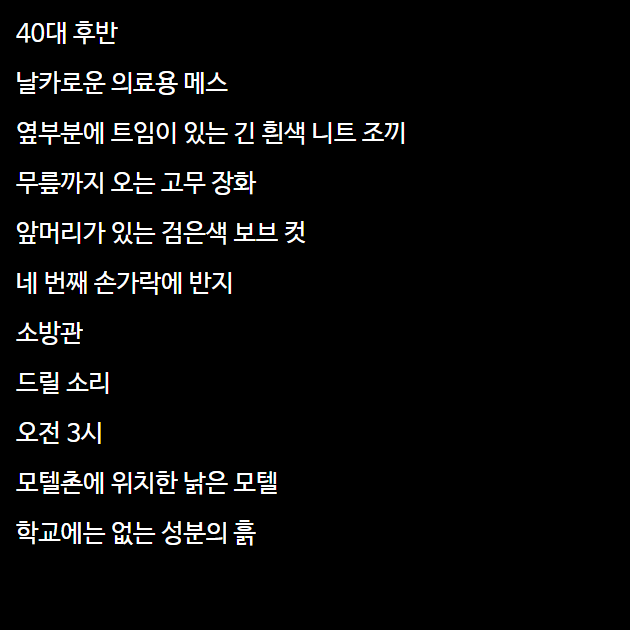 40대 후반
날카로운 의료용 메스
옆부분에 트임이 있는 긴 흰색 니트 조끼
무릎까지 오는 고무 장화
앞머리가 있는 검은색 보브 컷
네 번째 손가락에 반지
소방관
드릴 소리
오전 3시
모텔촌에 위치한 낡은 모텔
학교에는 없는 성분의 흙